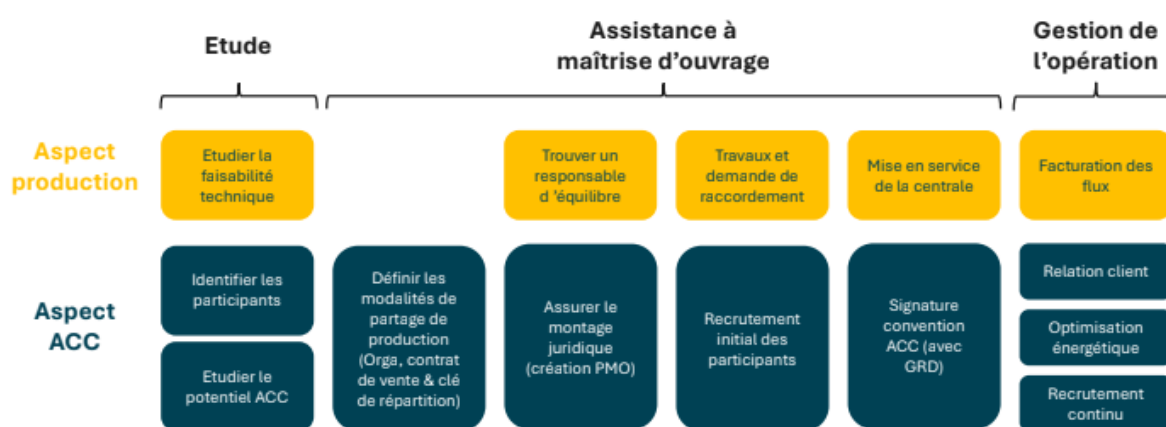 Etude
Assistance à
maîtrise d'ouvrage
Gestion de
l'opération
Aspect
production
Etudier la
faisabilité
technique
Trouver un
responsable
d 'équilibre
Travaux et
demande de
raccordement
Mise en service
de la centrale
Facturation des
flux
Aspect
ACC
Identifier les
participants
Etudier le
potentiel ACC
Définir les
modalités de
partage de
production
(Orga, contrat
de vente & clé
de répartition)
Assurer le
montage
juridique
(création PMO)
Recrutement
initial des
participants
Signature
convention
ACC (avec
GRD)
Relation client
Optimisation
énergétique
Recrutement
continu